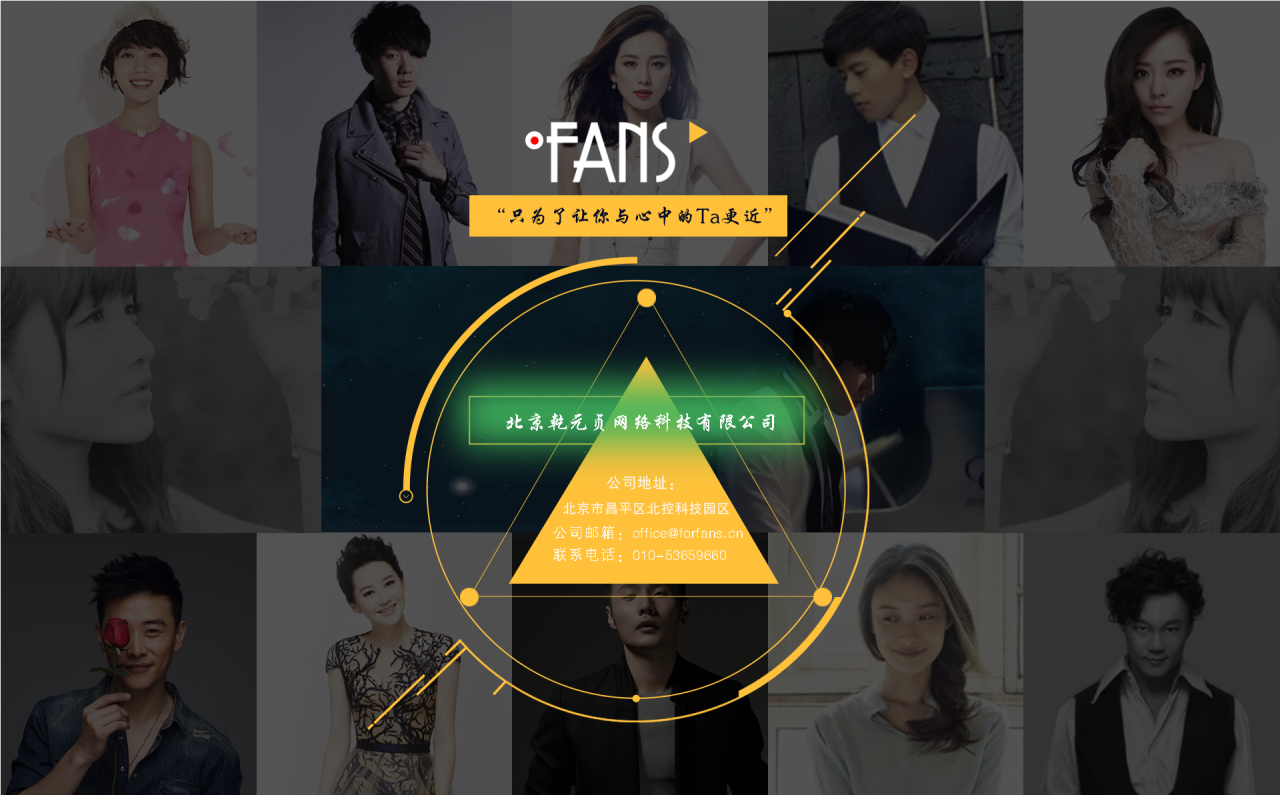 FANS
“只为了让你与心中的Ta更近”
北京乾元贞网络科技有限公司
公司地址：
北京市昌平区北控科技园区
公司邮箱：office@forfans.cn
联系电话：010-53659660